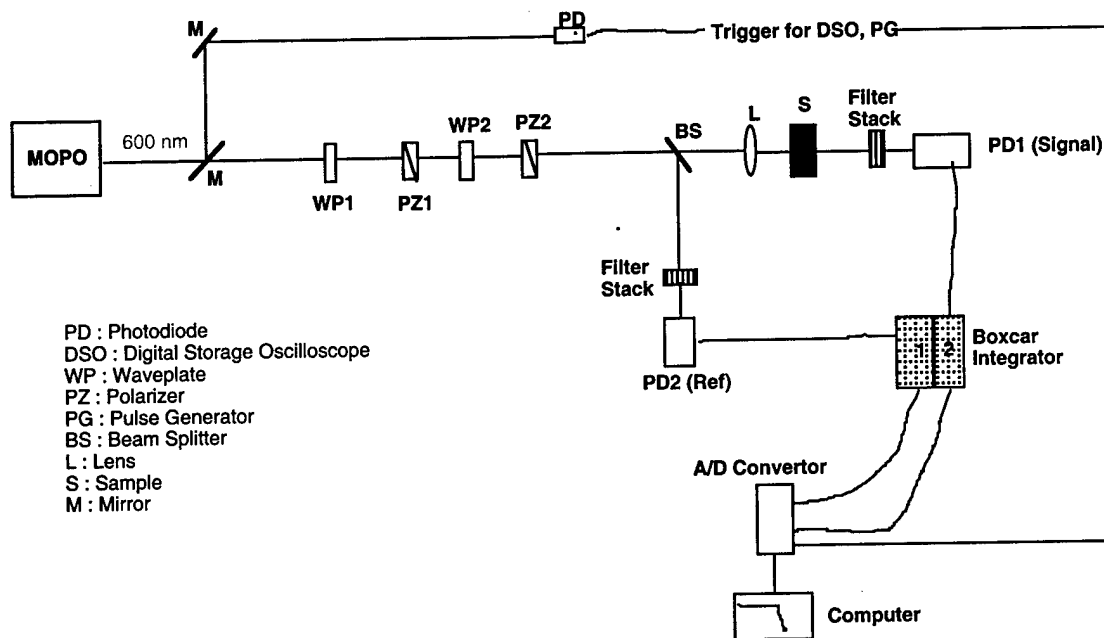 M
PD
Trigger for DSO, PG
MOPO
600 nm
M
WP1
PZ1
WP2
PZ2
BS
L
S
Filter
Stack
PD1 (Signal)
Filter
Stack
PD2 (Ref)
1
2
Boxcar
Integrator
PD : Photodiode
DSO : Digital Storage Oscilloscope
WP : Waveplate
PZ : Polarizer
PG : Pulse Generator
BS : Beam Splitter
L : Lens
S : Sample
M : Mirror
A/D Convertor
Computer